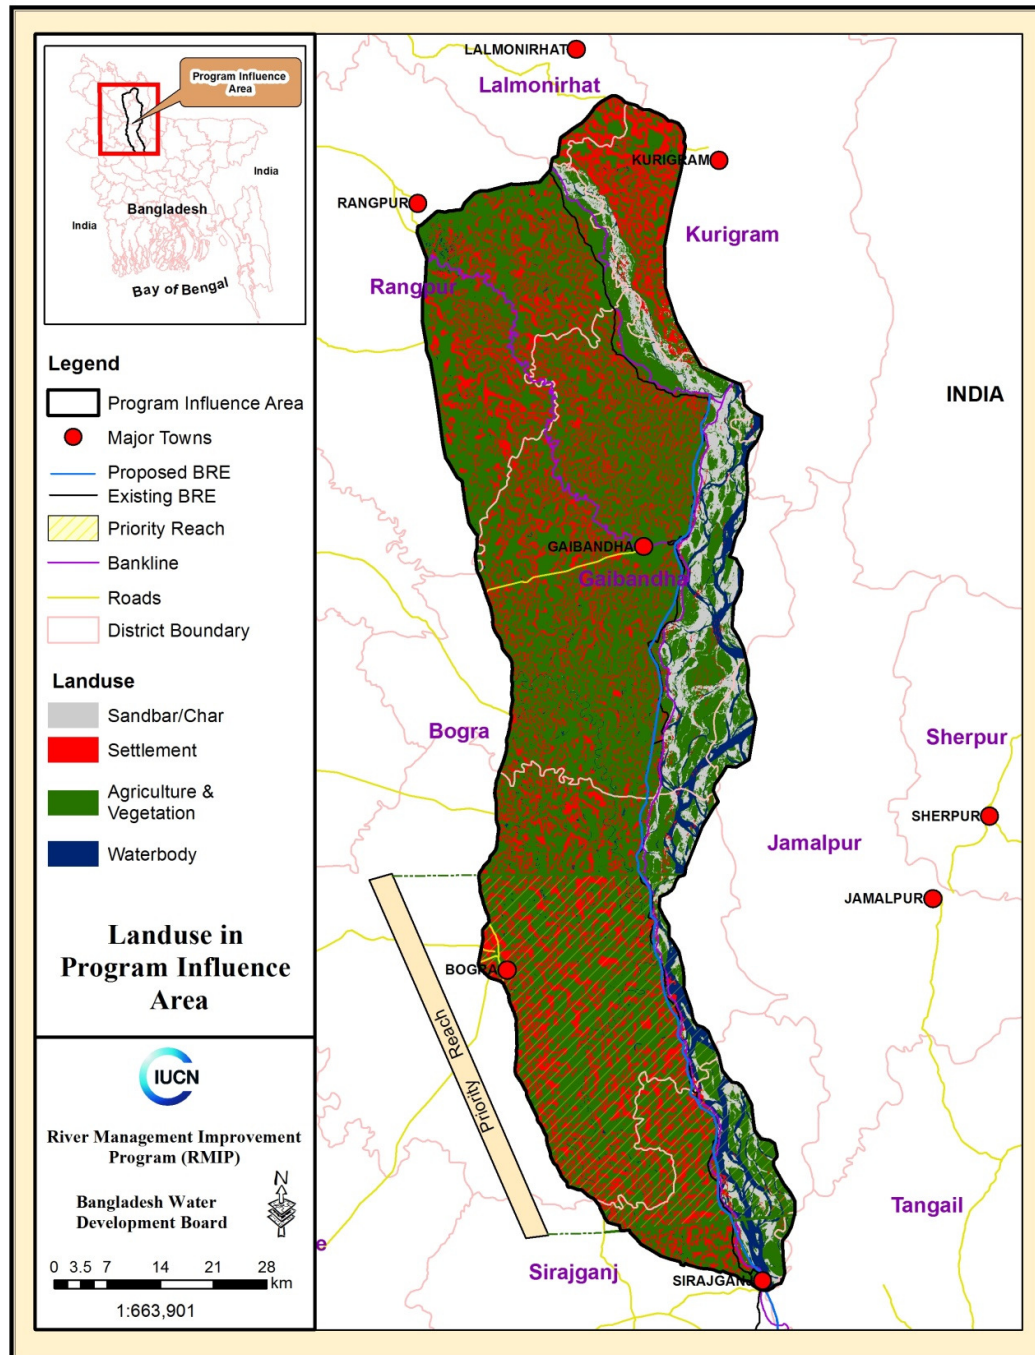 Program Influence
Area
India
Bangladesh
India
Bay of Bengal
Legend
Program Influence Area
Major Towns
Proposed BRE
Existing BRE
Priority Reach
Bankline
Roads
District Boundary
Landuse
Sandbar/Char
Settlement
Agriculture &
Vegetation
Waterbody
Landuse in
Program Influence
Area
IUCN
River Management Improvement
Program (RMIP)
Bangladesh Water
Development Board
N
0 3.5 7 14 21 28
km
1:663,901
LALMONIRHAT
Lalmonirhat
KURIGRAM
RANGPUR
Kurigram
Rangpur
INDIA
GAIBANDHA
Gaibandha
Bogra
Sherpur
SHERPUR
Jamalpur
JAMALPUR
BOGRA
Priority Reach
Tangail
e
Sirajganj
SIRAJGANJ